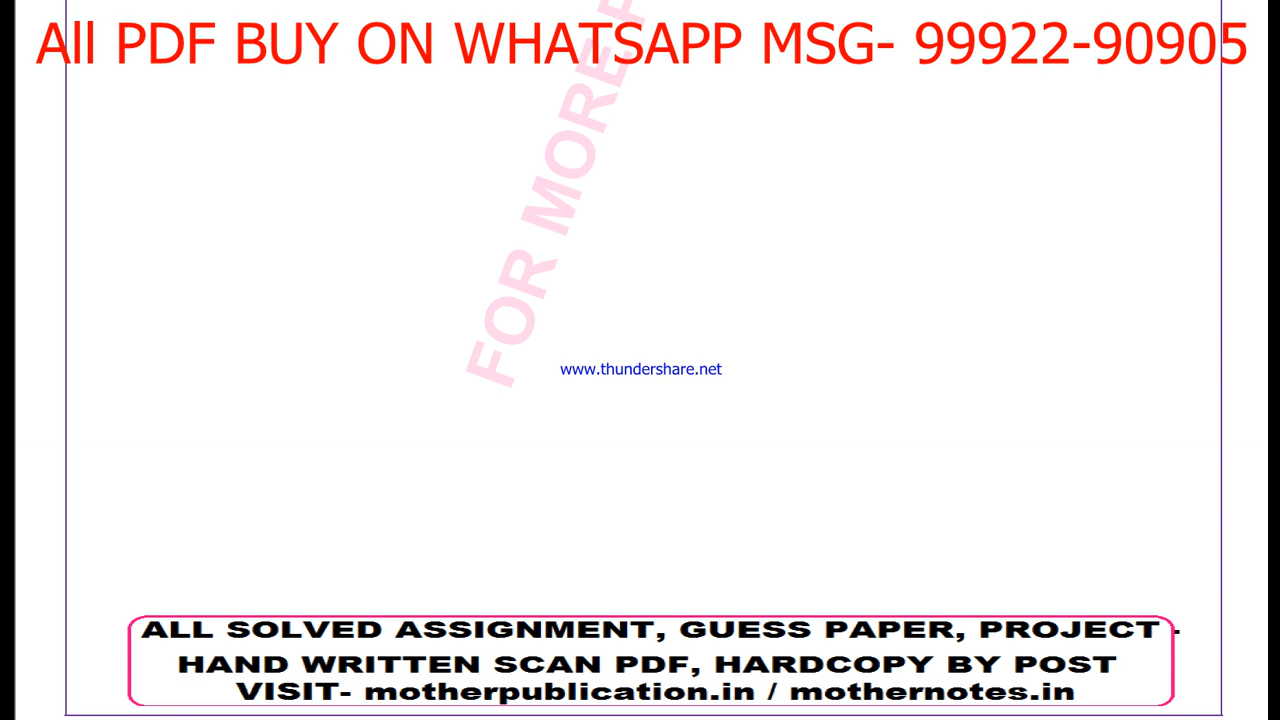 All PDF BUY ON WHATSAPP MSG- 99922-90905
FOR MORE P
www.thundershare.net
ALL SOLVED ASSIGNMENT, GUESS PAPER, PROJECT -
HAND WRITTEN SCAN PDF, HARDCOPY BY POST
VISIT- motherpublication.in / mothernotes.in